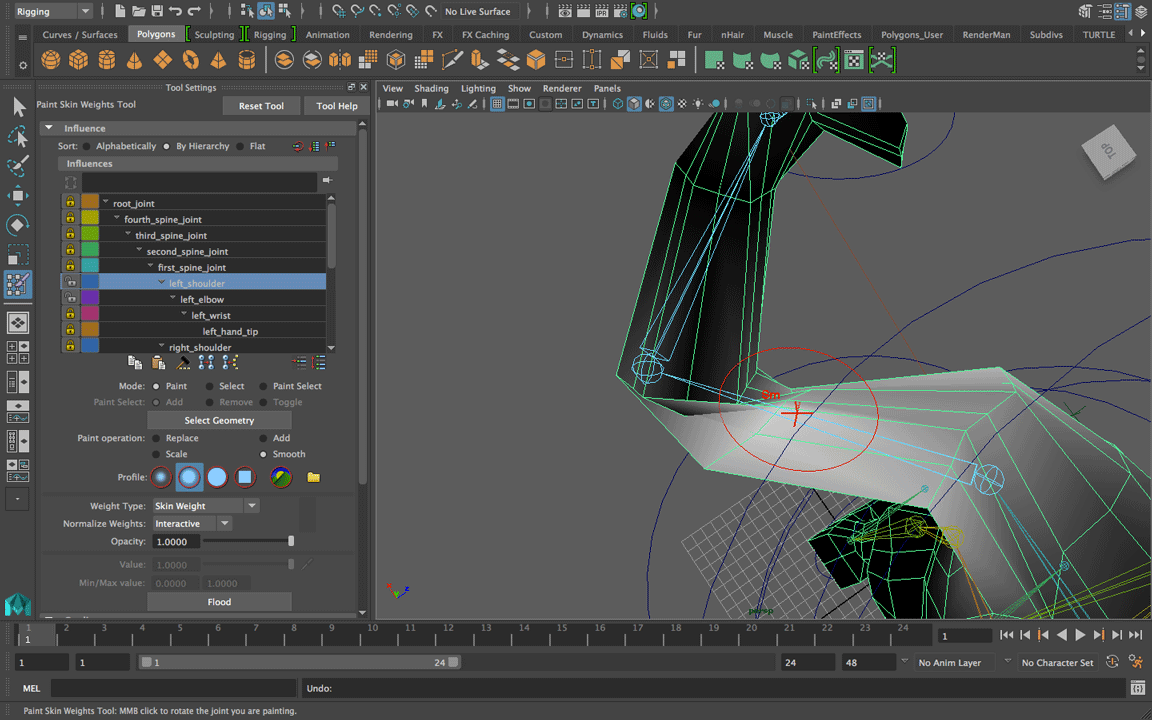 Rigging
No Live Surface
IPR
Curves / Surfaces
Polygons
Sculpting
Rigging
Animation
Rendering
FX
FX Caching
Custom
Dynamics
Fluids
Fur
nHair
Muscle
PaintEffects
Polygons_User
RenderMan
Subdivs
TURTLE
Tool Settings
Paint Skin Weights Tool
Reset Tool
Tool Help
Influence
Sort:
Alphabetically
By Hierarchy
Flat
Influences
root_joint
fourth_spine_joint
third_spine_joint
second_spine_joint
first_spine_joint
left_shoulder
left_elbow
left_wrist
left_hand_tip
right_shoulder
Mode:
Paint
Select
Paint Select
Paint Select:
Add
Remove
Toggle
Select Geometry
Paint operation:
Replace
Add
Scale
Smooth
Profile:
Weight Type:
Skin Weight
Normalize Weights:
Interactive
Opacity:
1.0000
Value:
1.0000
Min/Max value:
0.0000
1.0000
Flood
View
Shading
Lighting
Show
Renderer
Panels
TOP
persp
1 2 3 4 5 6 7 8 9 10 11 12 13 14 15 16 17 18 19 20 21 22 23 24
1
1
1
1
1
24
24
48
No Anim Layer
No Character Set
MEL
Undo:
Paint Skin Weights Tool: MMB click to rotate the joint you are painting.